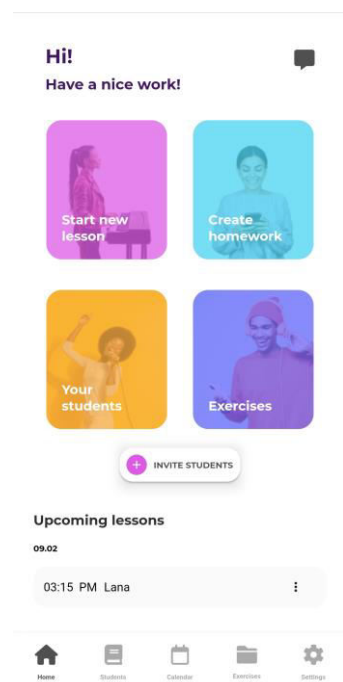 Hi!
Have a nice work!
Start new
lesson
Create
homework
Your
students
Exercises
INVITE STUDENTS
Upcoming lessons
09.02
03:15 PM Lana
Home
Students
Calendar
Exercises
Settings